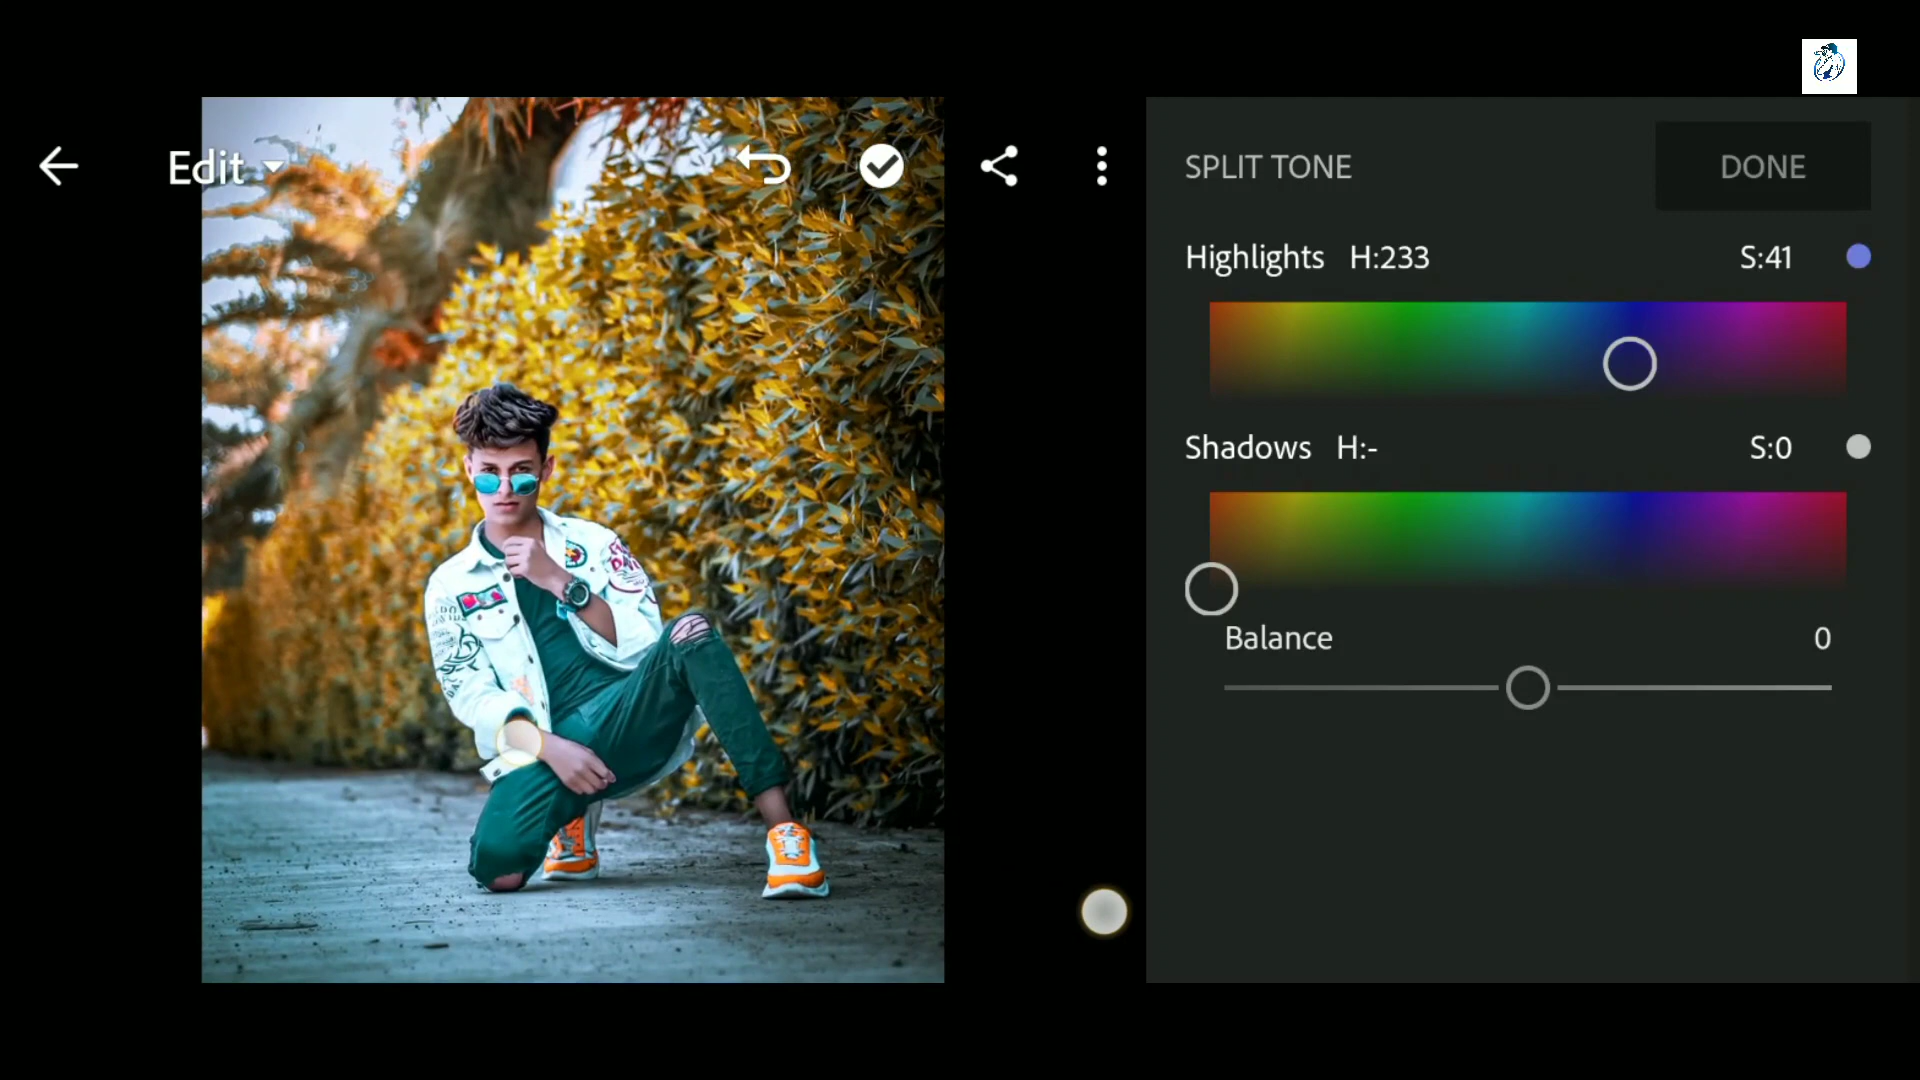 Edit
SPLIT TONE
DONE
Highlights H:233 S:41
Shadows H:- S:0
Balance 0